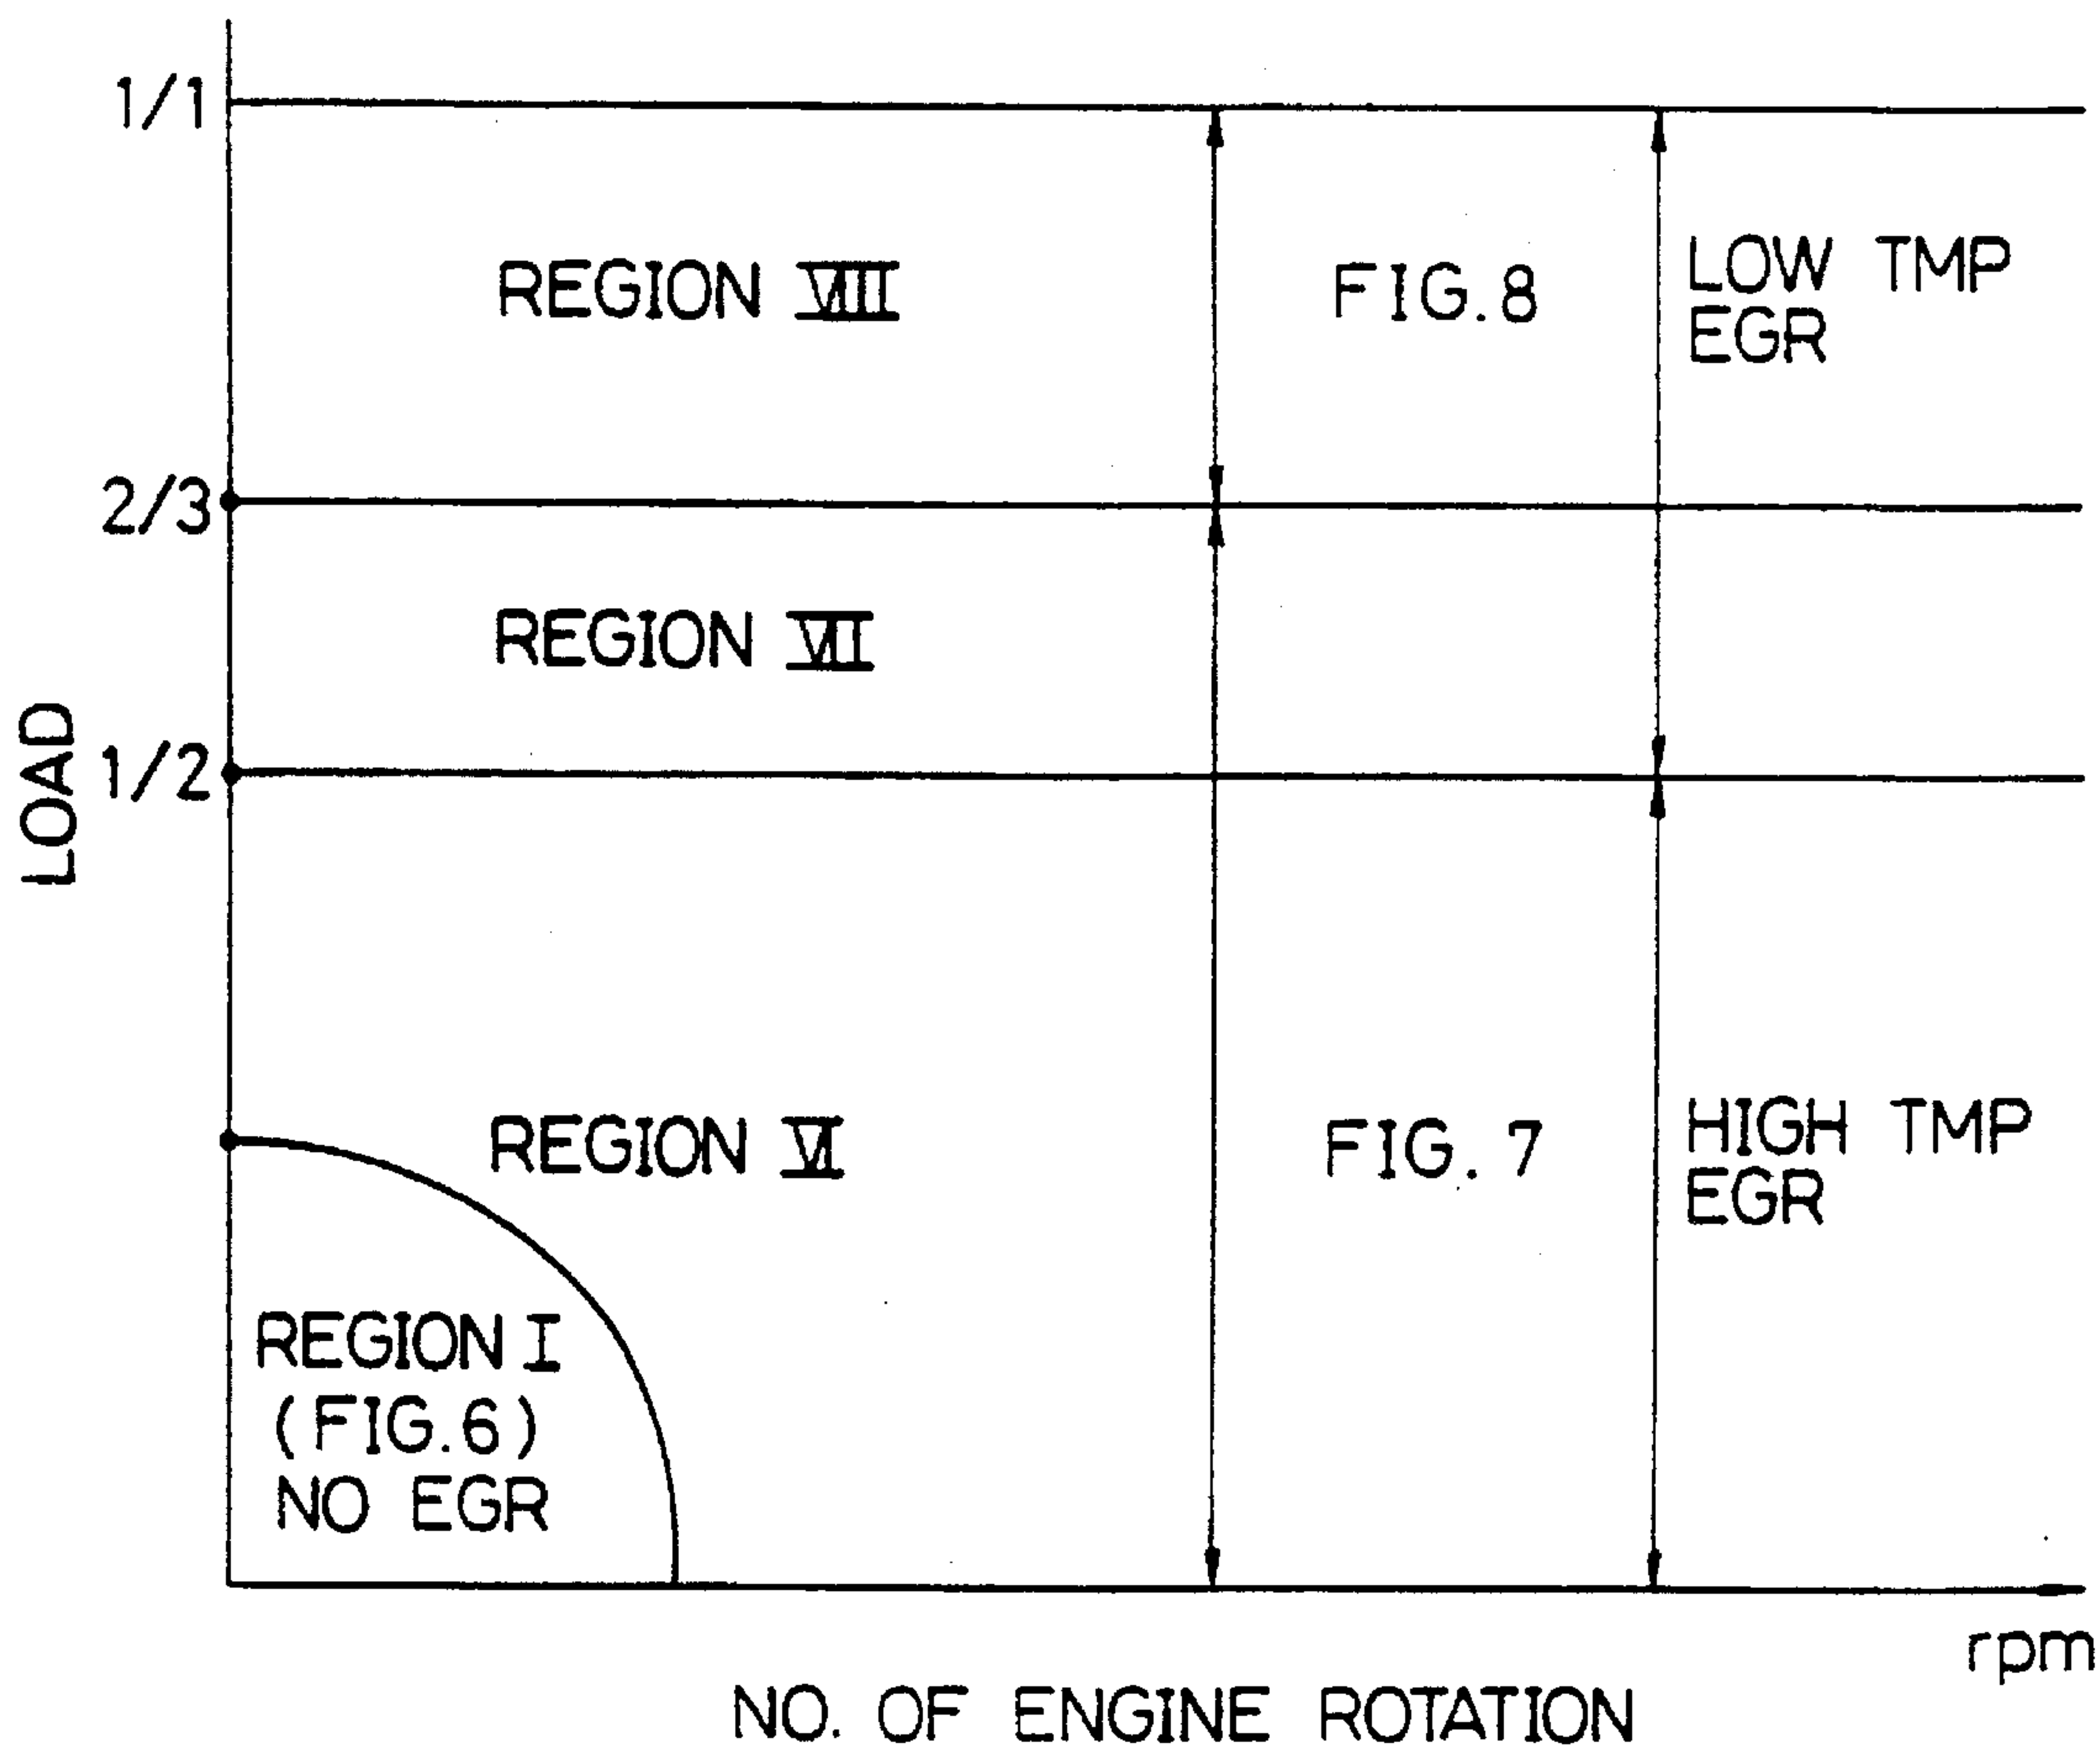 1/1
REGION VIII
FIG.8
LOW TMP
EGR
2/3
REGION VII
LOAD
1/2
REGION VI
FIG. 7
HIGH TMP
EGR
REGION I
(FIG.6)
NO EGR
rpm
NO. OF ENGINE ROTATION